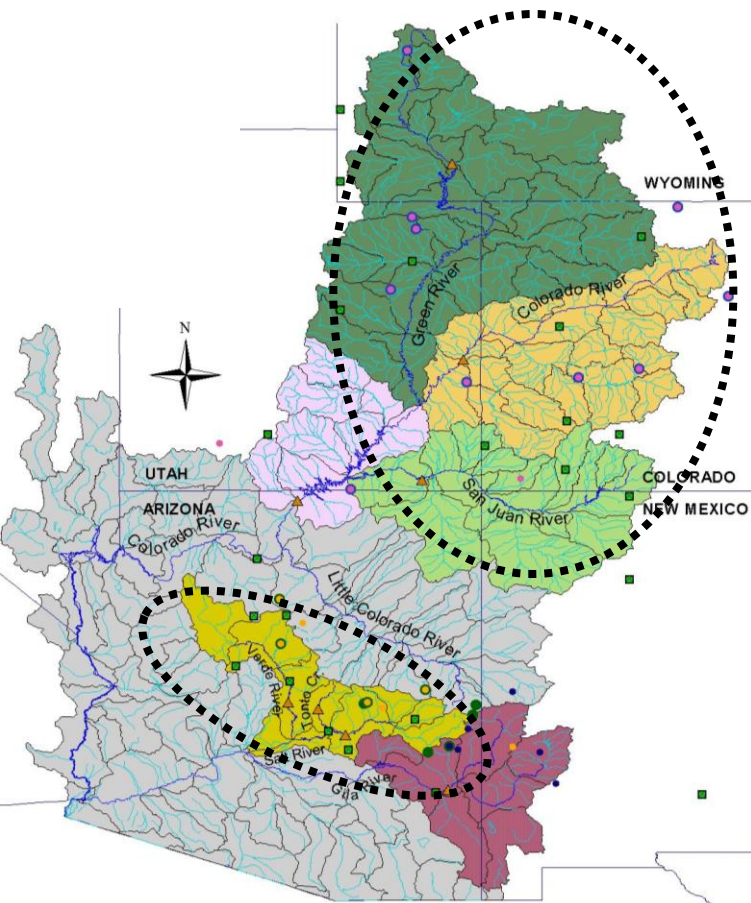 WYOMING
Colorado River
Green River
N
UTAH
COLORADO
ARIZONA
San Juan River
NEW MEXICO
Colorado River
Little Colorado River
Verde River
Tonto C
Salt River
Gila River